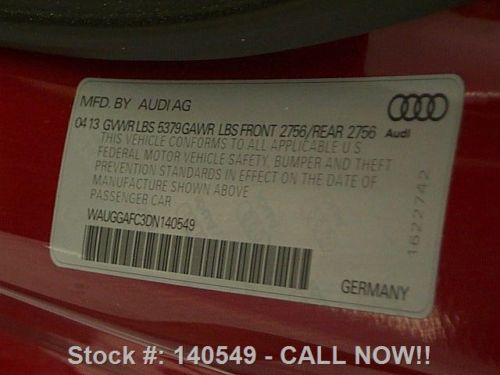 MFD. BY AUDI AG
Audi
04 13 GVWR LBS 5379 GAWR LBS FRONT 2756/REAR 2756
THIS VEHICLE CONFORMS TO ALL APPLICABLE U.S.
FEDERAL MOTOR VEHICLE SAFETY, BUMPER AND THEFT
PREVENTION STANDARDS IN EFFECT ON THE DATE OF
MANUFACTURE SHOWN ABOVE
PASSENGER CAR
WAUGGAFC3DN140549
1622742
GERMANY
Stock #: 140549 - CALL NOW!!